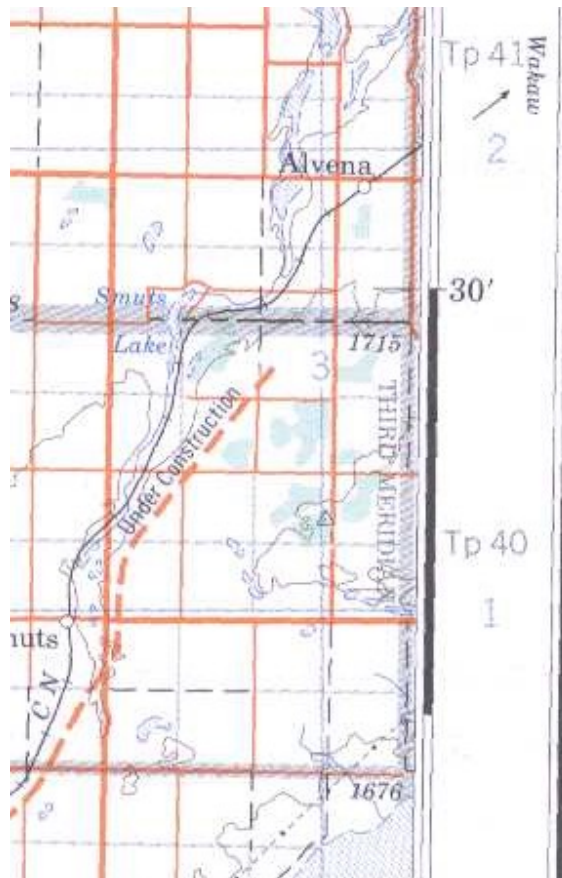 Tp 41
Wakaw
2
Alvena
30'
Smuts
Lake
1715
3
THIRD MERIDIAN
Under Construction
Tp 40
1
nuts
CN
1676